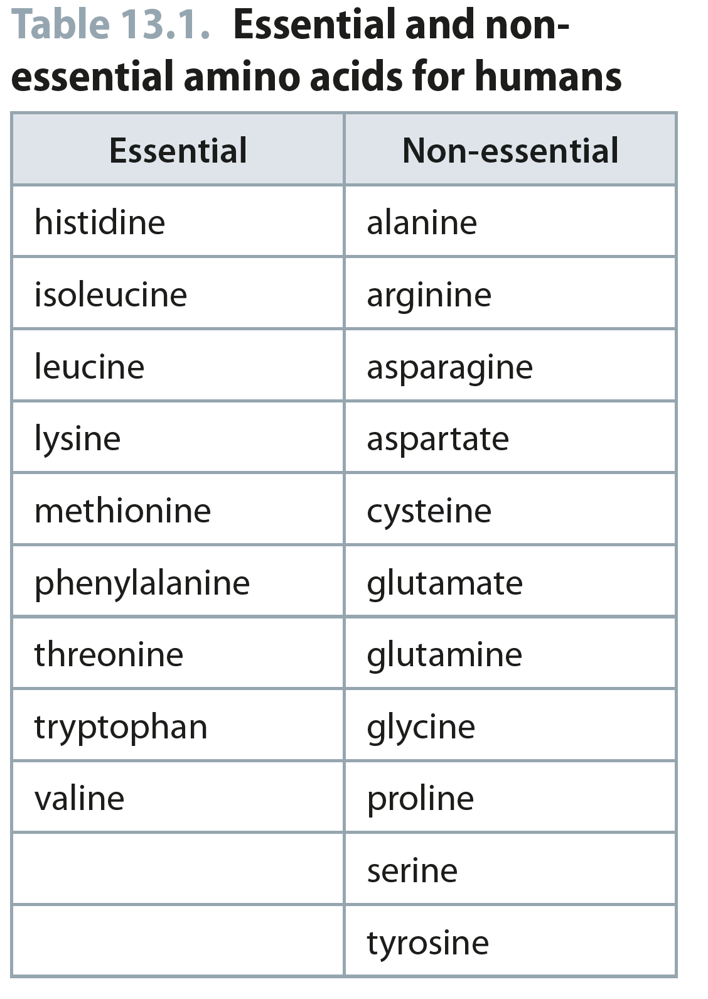 Table 13.1. Essential and non-
essential amino acids for humans
Essential Non-essential
histidine alanine
isoleucine arginine
leucine asparagine
lysine aspartate
methionine cysteine
phenylalanine glutamate
threonine glutamine
tryptophan glycine
valine proline
serine
tyrosine